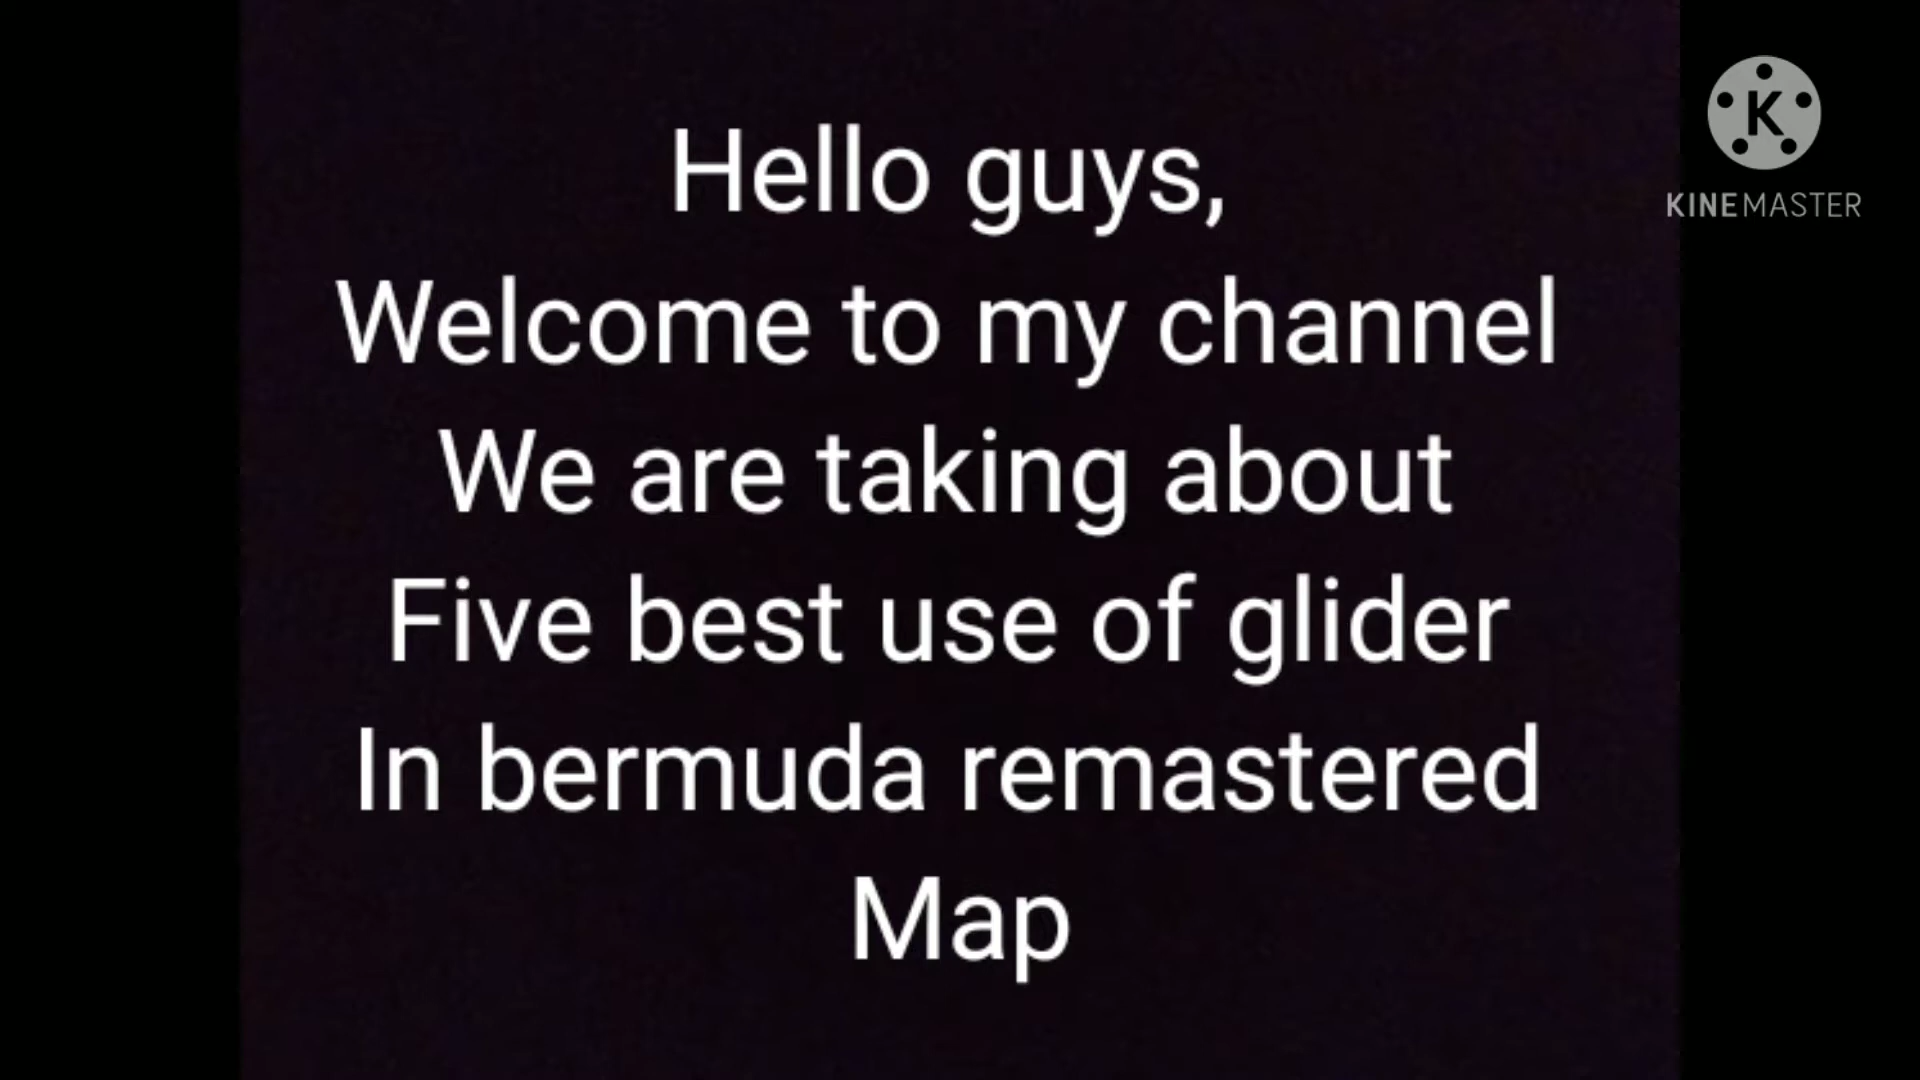 Hello guys,
Welcome to my channel
We are taking about
Five best use of glider
In bermuda remastered
Map
K
KINEMASTER